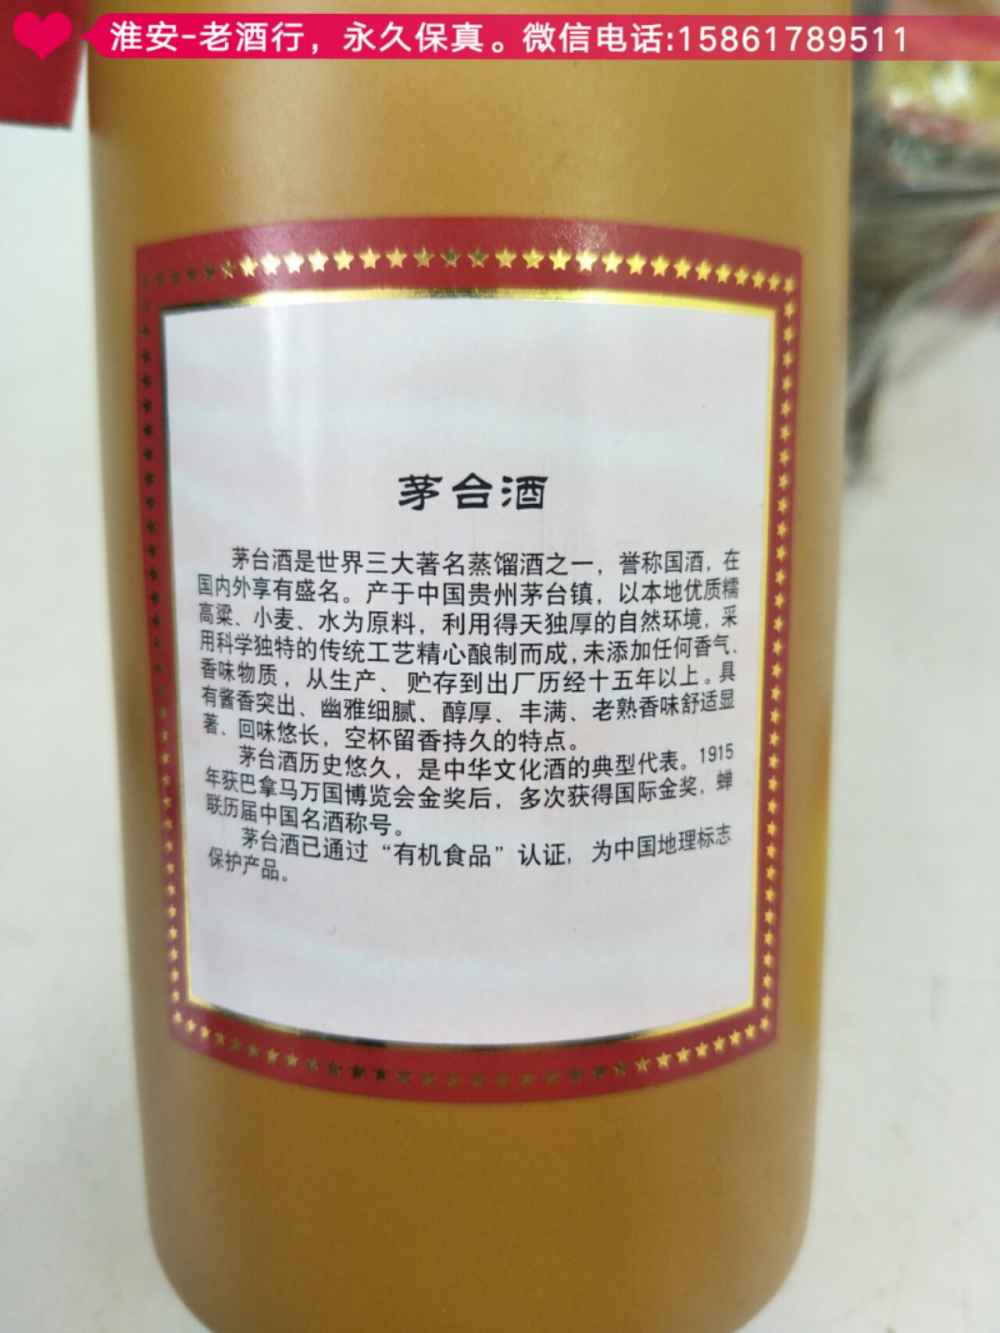 淮安-老酒行，永久保真。微信电话:15861789511
茅台酒
茅台酒是世界三大著名蒸馏酒之一，誉称国酒，在
国内外享有盛名。产于中国贵州茅台镇，以本地优质糯
高粱、小麦、水为原料，利用得天独厚的自然环境，采
用科学独特的传统工艺精心酿制而成，未添加任何香气、
香味物质，从生产、贮存到出厂历经十五年以上。具
有酱香突出、幽雅细腻、醇厚、丰满、老熟香味舒适显
著、回味悠长，空杯留香持久的特点。
茅台酒历史悠久，是中华文化酒的典型代表。1915
年获巴拿马万国博览会金奖后，多次获得国际金奖，蝉
联历届中国名酒称号。
茅台酒已通过“有机食品”认证，为中国地理标志
保护产品。